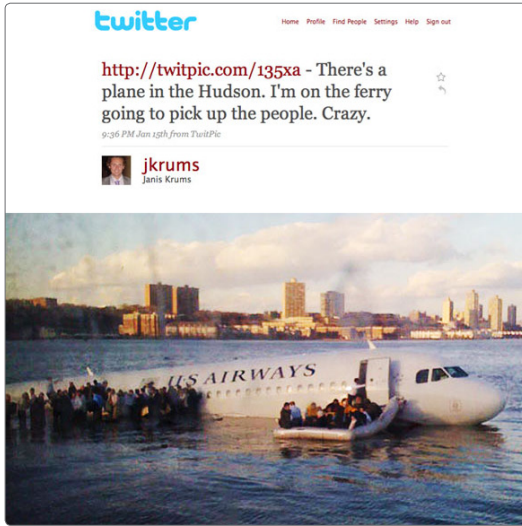 twitter
Home Profile Find People Settings Help Sign out
http://twitpic.com/135xa - There's a
plane in the Hudson. I'm on the ferry
going to pick up the people. Crazy.
9:36 PM Jan 15th from TwitPic
jkrums
Janis Krums
US AIRWAYS